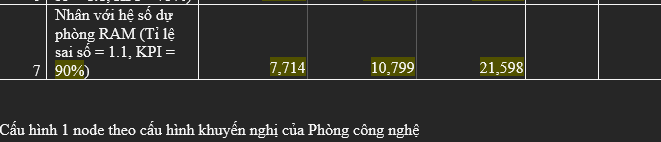 Nhân với hệ số dự
phòng RAM (Tỉ lệ
sai số = 1.1, KPI =
7 90%) 7,714 10,799 21,598
Cấu hình 1 node theo cấu hình khuyến nghị của Phòng công nghệ